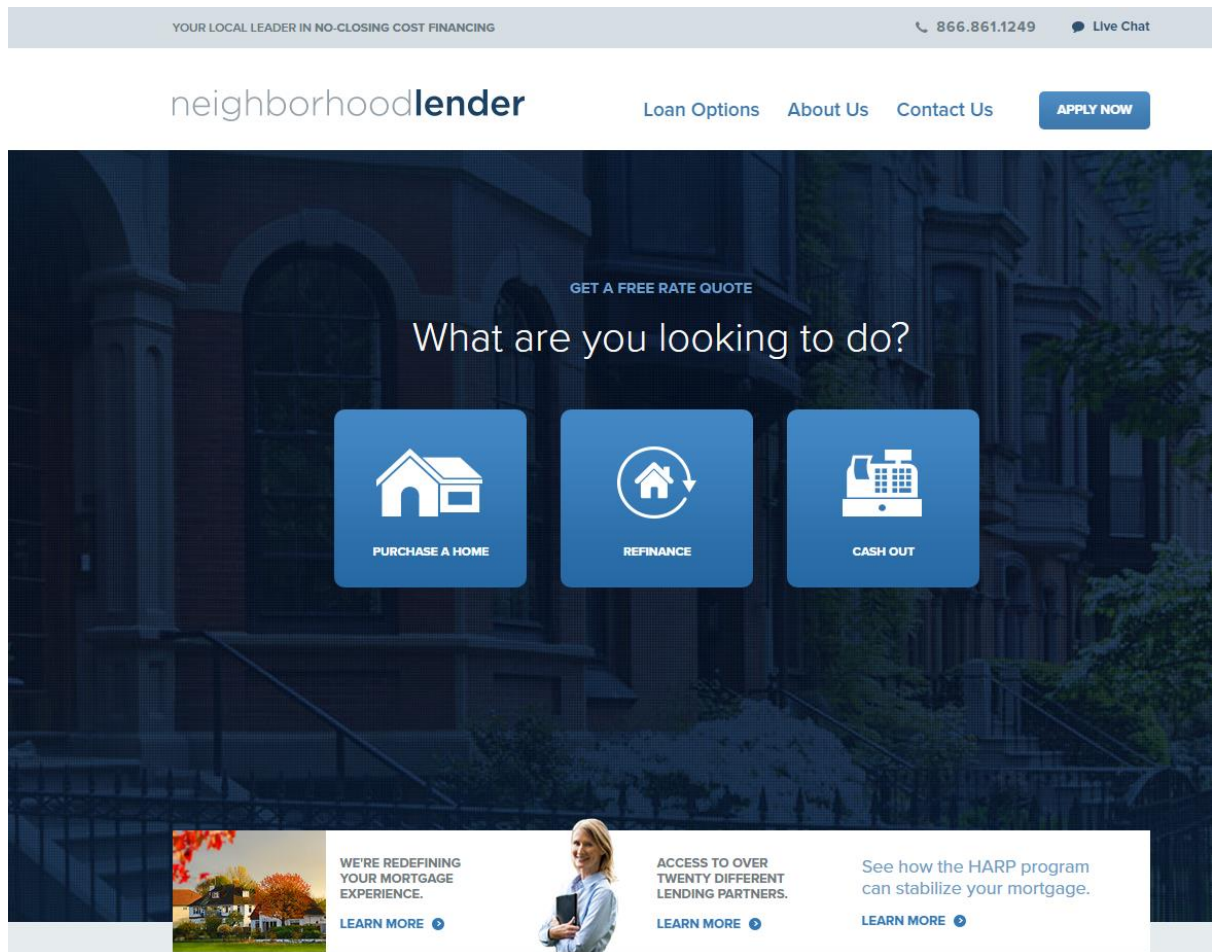 YOUR LOCAL LEADER IN NO-CLOSING COST FINANCING
866.861.1249
Live Chat
neighborhoodlender
Loan Options
About Us
Contact Us
APPLY NOW
GET A FREE RATE QUOTE
What are you looking to do?
PURCHASE A HOME
REFINANCE
CASH OUT
WE'RE REDEFINING
YOUR MORTGAGE
EXPERIENCE.
LEARN MORE
ACCESS TO OVER
TWENTY DIFFERENT
LENDING PARTNERS.
LEARN MORE
See how the HARP program
can stabilize your mortgage.
LEARN MORE